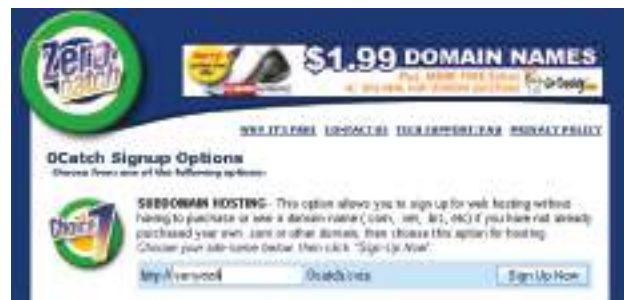 Zero Catch
$1.99 DOMAIN NAMES
Go Daddy
WHY IT'S FREE CONTACT US TECH SUPPORT/FAQ PRIVACY POLICY
0Catch Signup Options
Choose from one of the following options:
Choice 1
SUBDOMAIN HOSTING - This option allows you to sign up for web hosting without
having to purchase or own a domain name (.com, .net, .biz, etc) if you have not already
purchased your own .com or other domain, then choose this option for hosting.
Choose your site name below then click "Sign-Up Now".
http:// .0catch.com Sign Up Now